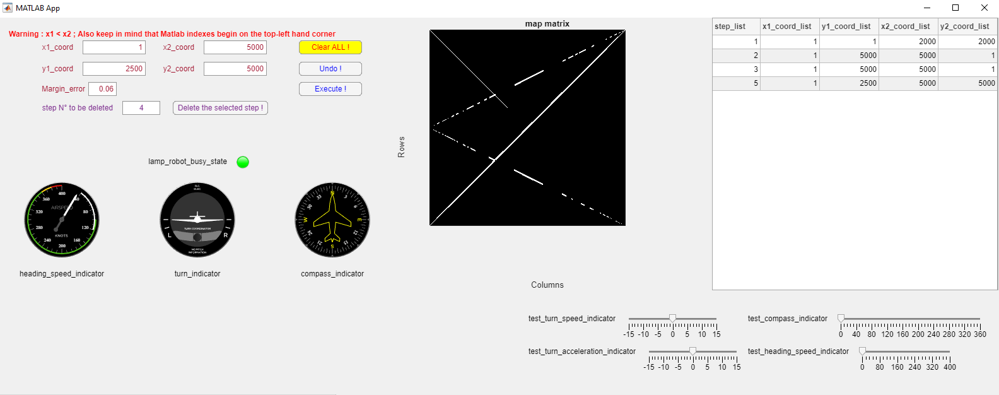 MATLAB App
Warning : x1 < x2 ; Also keep in mind that Matlab indexes begin on the top-left hand corner
x1_coord 1 x2_coord 5000 Clear ALL !
y1_coord 2500 y2_coord 5000 Undo !
Margin_error 0.06 Execute !
step N° to be deleted 4 Delete the selected step !
lamp_robot_busy_state
400
360
40
AIRSPEED
320
80
280
120
KNOTS
240
160
200
heading_speed_indicator
D.C.
ELEC.
TURN COORDINATOR
L R
NO PITCH
INFORMATION
turn_indicator
N
33 3
30 6
W E
24 12
21 15
S
compass_indicator
map matrix
Rows
Columns
step_list x1_coord_list y1_coord_list x2_coord_list y2_coord_list
1 1 1 2000 2000
2 1 5000 5000 1
3 1 5000 5000 1
5 1 2500 5000 5000
test_turn_speed_indicator
-15 -10 -5 0 5 10 15
test_compass_indicator
0 40 80 120 160 200 240 280 320 360
test_turn_acceleration_indicator
-15 -10 -5 0 5 10 15
test_heading_speed_indicator
0 80 160 240 320 400